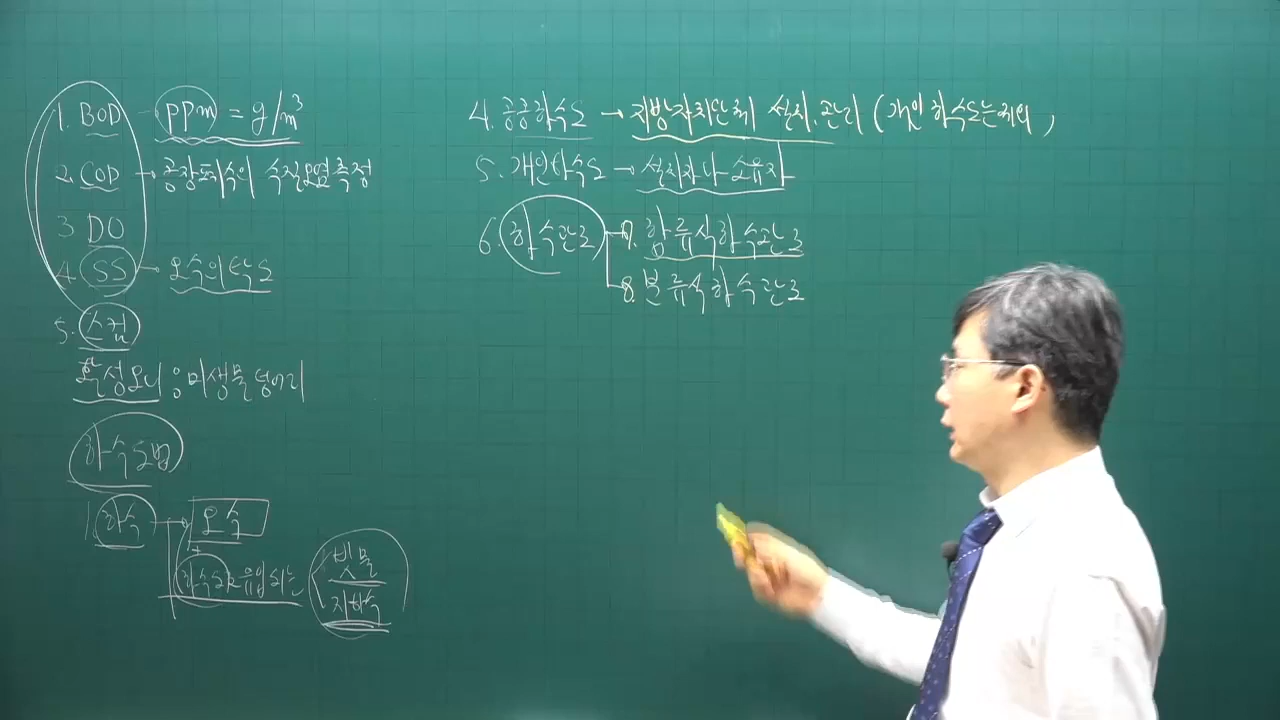 1. BOD - ppm = g/m³
2. COD → 공장폐수의 수질오염측정
3 DO
4. SS → 오수의 탁도
5. 스컴
활성오니 : 미생물 덩어리
하수도법
1. 하수 → 오수
+
하수도로 유입되는 빗물
지하수
4. 공공하수도 → 지방자치단체 설치, 관리 (개인하수도는제외)
5. 개인하수도 → 설치자나 소유자
6. 하수관로
7. 합류식하수관로
8. 분류식하수관로